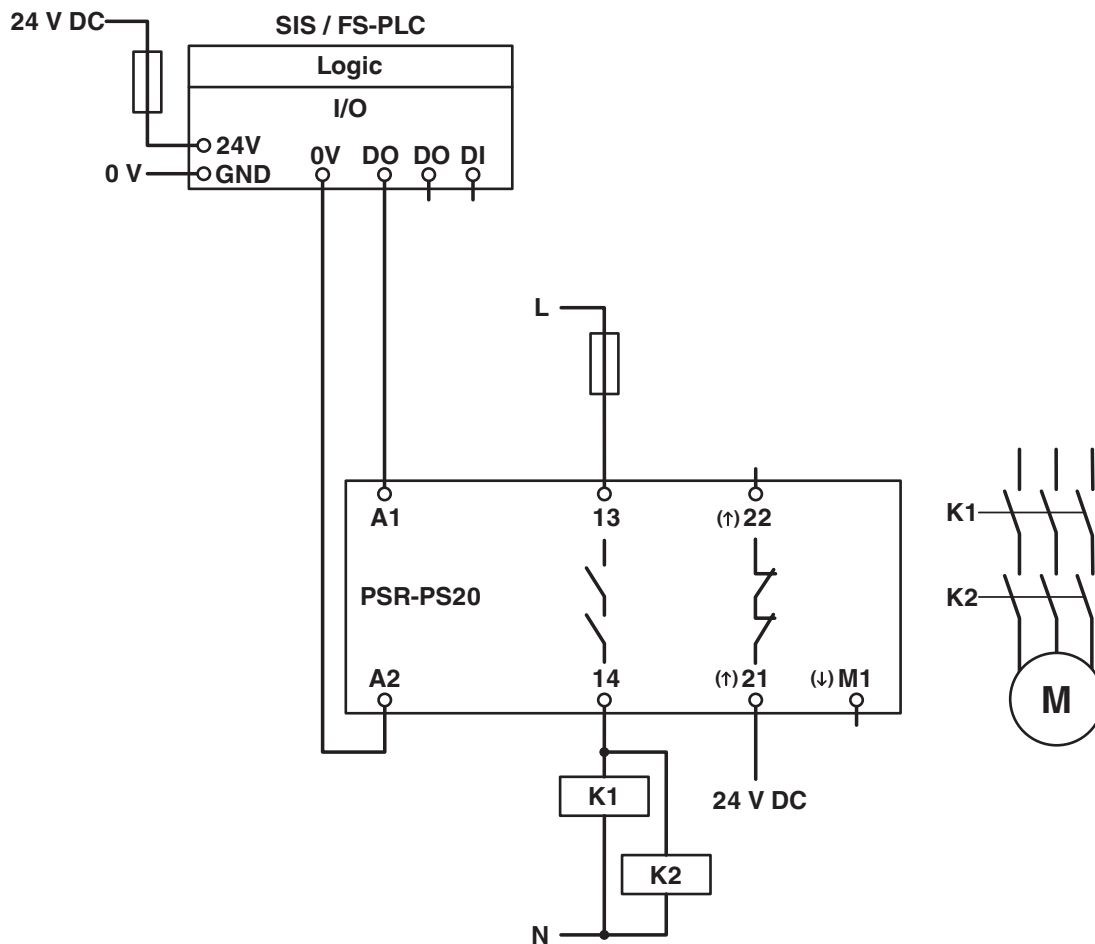 24 V DC
SIS / FS-PLC
Logic
I/O
24V
0V DO DO DI
0 V
GND
L
A1 13 (↑) 22
K1
PSR-PS20
K2
A2 14 (↑) 21 (↓) M1
M
K1
24 V DC
K2
N